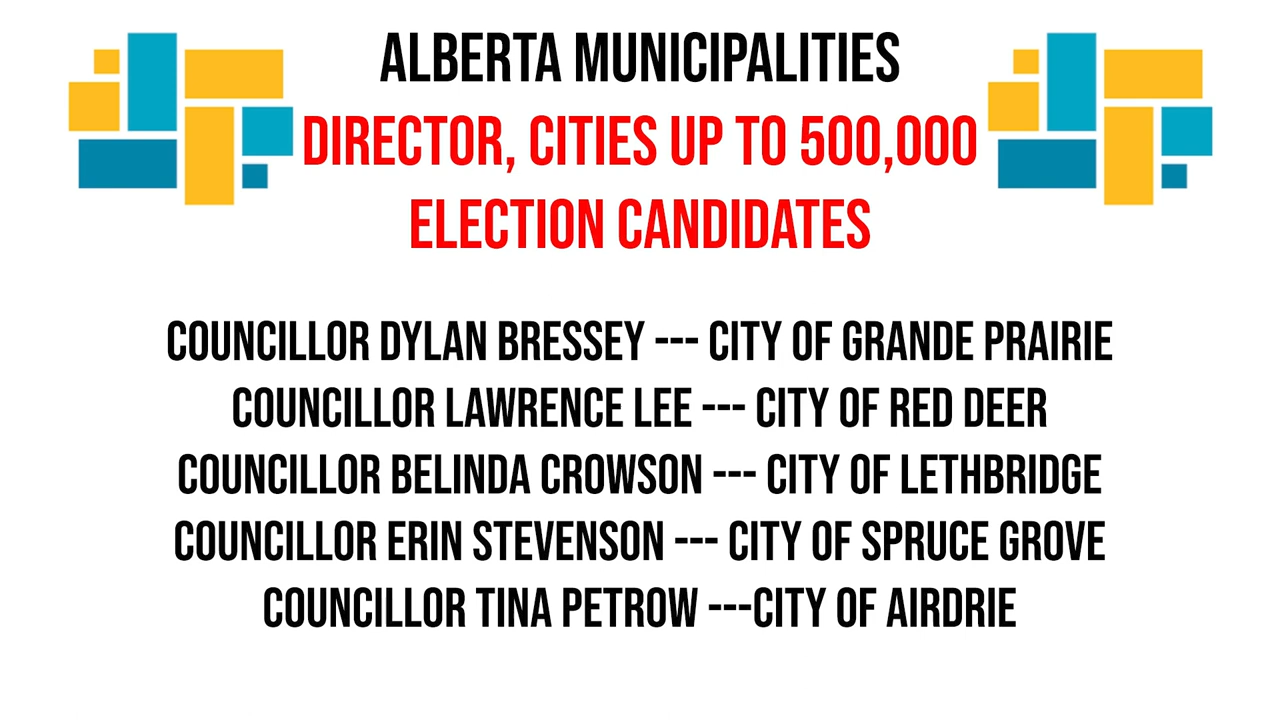 ALBERTA MUNICIPALITIES
DIRECTOR, CITIES UP TO 500,000
ELECTION CANDIDATES
COUNCILLOR DYLAN BRESSEY --- CITY OF GRANDE PRAIRIE
COUNCILLOR LAWRENCE LEE --- CITY OF RED DEER
COUNCILLOR BELINDA CROWSON --- CITY OF LETHBRIDGE
COUNCILLOR ERIN STEVENSON --- CITY OF SPRUCE GROVE
COUNCILLOR TINA PETROW ---CITY OF AIRDRIE